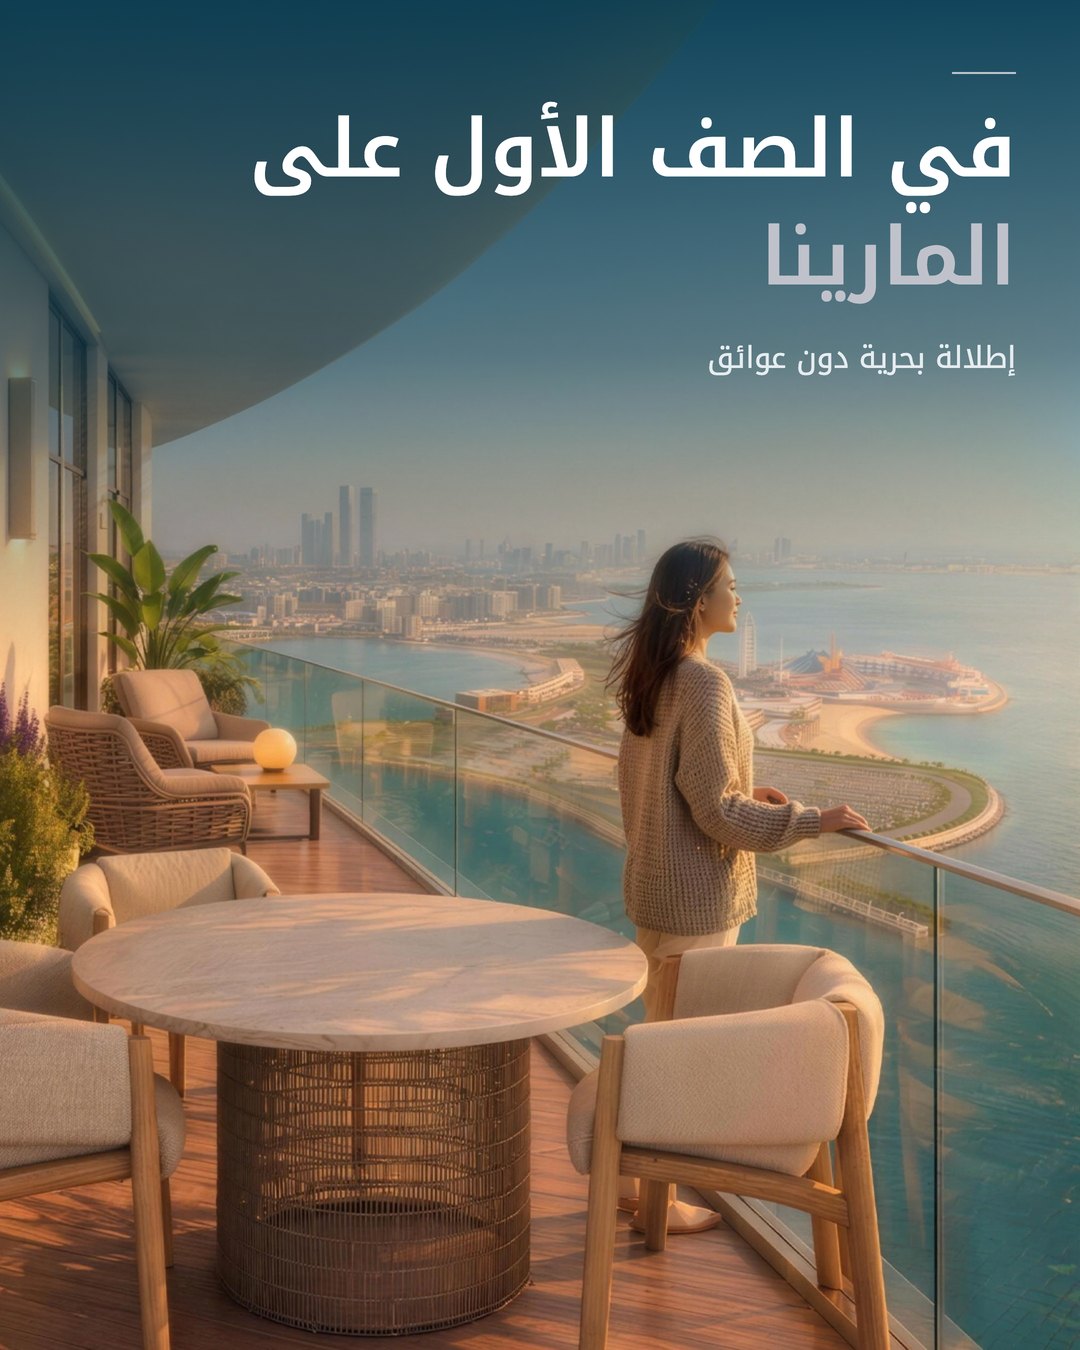 في الصف الأول على
المارينا
إطلالة بحرية دون عوائق